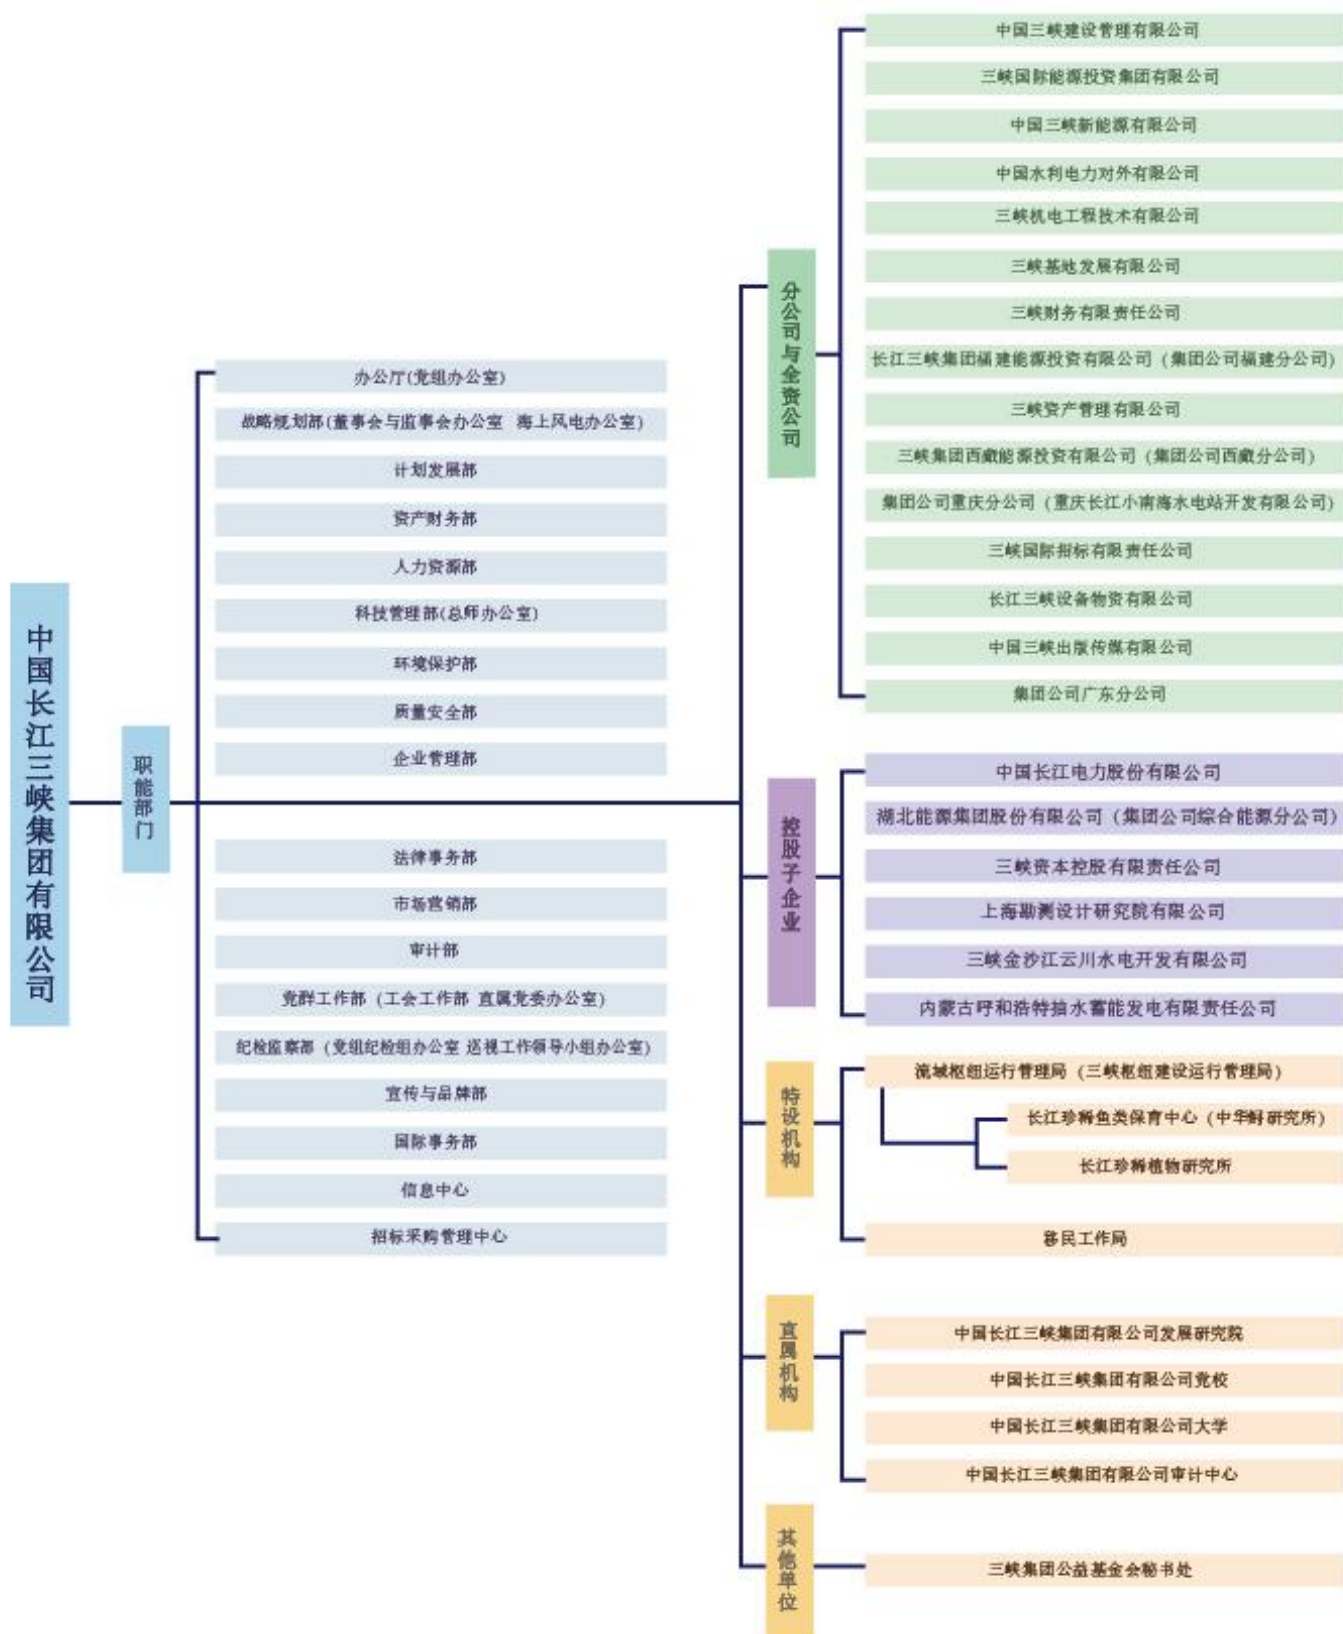 中国长江三峡集团有限公司
职能部门
办公厅(党组办公室)
战略规划部(董事会与监事会办公室 海上风电办公室)
计划发展部
资产财务部
人力资源部
科技管理部(总师办公室)
环境保护部
质量安全部
企业管理部
法律事务部
市场营销部
审计部
党群工作部 (工会工作部 直属党委办公室)
纪检监察部 (党组纪检组办公室 巡视工作领导小组办公室)
宣传与品牌部
国际事务部
信息中心
招标采购管理中心
分公司与全资公司
中国三峡建设管理有限公司
三峡国际能源投资集团有限公司
中国三峡新能源有限公司
中国水利电力对外有限公司
三峡机电工程技术有限公司
三峡基地发展有限公司
三峡财务有限责任公司
长江三峡集团福建能源投资有限公司 (集团公司福建分公司)
三峡资产管理有限公司
三峡集团西藏能源投资有限公司 (集团公司西藏分公司)
集团公司重庆分公司 (重庆长江小南海水电站开发有限公司)
三峡国际招标有限责任公司
长江三峡设备物资有限公司
中国三峡出版传媒有限公司
集团公司广东分公司
控股子企业
中国长江电力股份有限公司
湖北能源集团股份有限公司 (集团公司综合能源分公司)
三峡资本控股有限责任公司
上海勘测设计研究院有限公司
三峡金沙江云川水电开发有限公司
内蒙古呼和浩特抽水蓄能发电有限责任公司
特设机构
流域枢纽运行管理局 (三峡枢纽建设运行管理局)
长江珍稀鱼类保育中心 (中华鲟研究所)
长江珍稀植物研究所
移民工作局
直属机构
中国长江三峡集团有限公司发展研究院
中国长江三峡集团有限公司党校
中国长江三峡集团有限公司大学
中国长江三峡集团有限公司审计中心
其他单位
三峡集团公益基金会秘书处